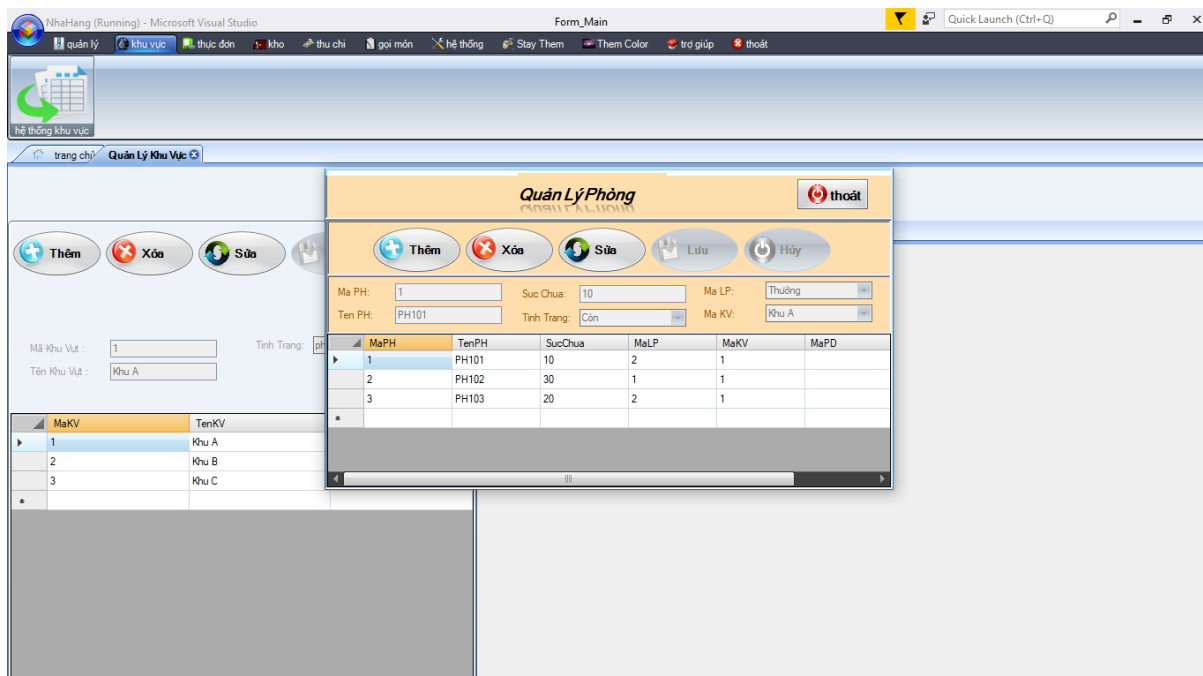 NhaHang (Running) - Microsoft Visual Studio
Form_Main
Quick Launch (Ctrl+Q)
quản lý khu vực thực đơn kho thu chi gọi món hệ thống Stay Them Them Color trợ giúp thoát
hệ thống khu vực
trang chủ Quản Lý Khu Vực
Quản Lý Phòng
thoát
Thêm Xóa Sửa
Thêm Xóa Sửa Lưu Hủy
Ma PH: 1 Suc Chua: 10 Ma LP: Thường
Ten PH: PH101 Tinh Trang: Còn Ma KV: Khu A
Mã Khu Vựt : 1 Tinh Trang: ph
Tên Khu Vựt : Khu A
MaPH TenPH SucChua MaLP MaKV MaPD
1 PH101 10 2 1
2 PH102 30 1 1
3 PH103 20 2 1
MaKV TenKV
1 Khu A
2 Khu B
3 Khu C